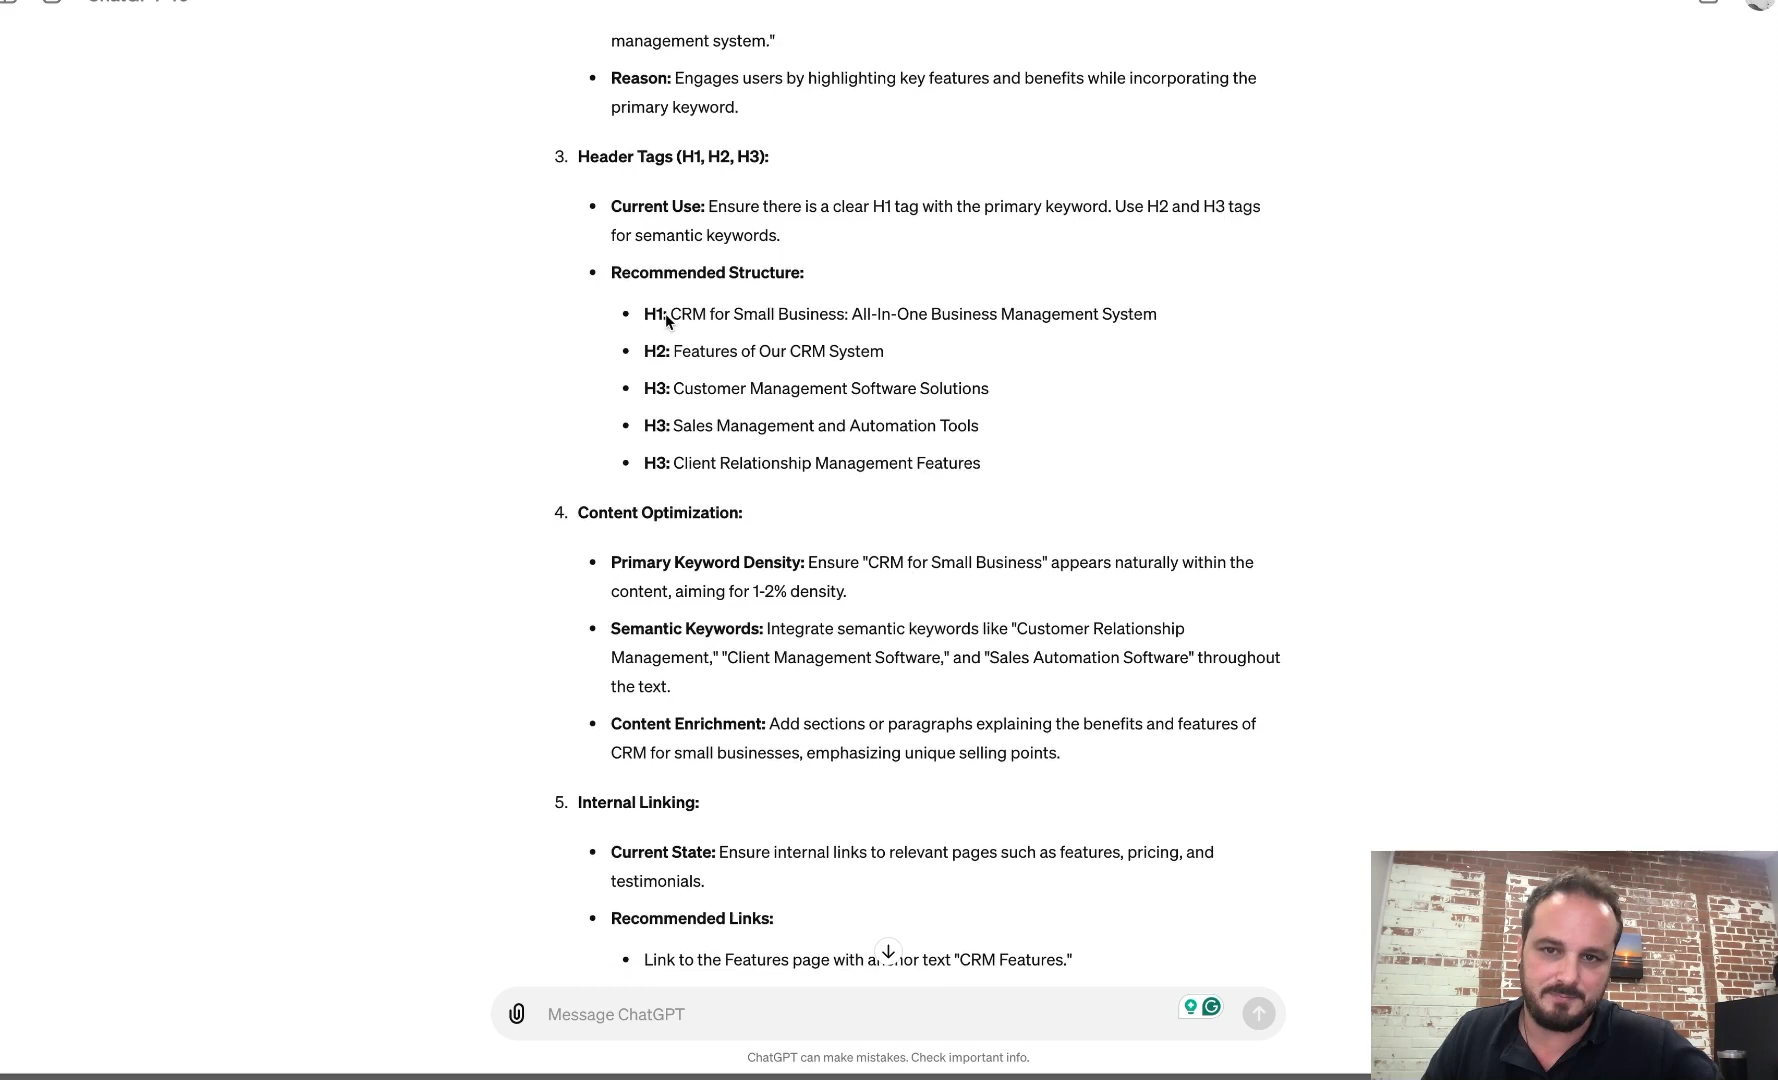 management system."
Reason: Engages users by highlighting key features and benefits while incorporating the
primary keyword.
3. Header Tags (H1, H2, H3):
Current Use: Ensure there is a clear H1 tag with the primary keyword. Use H2 and H3 tags
for semantic keywords.
Recommended Structure:
H1: CRM for Small Business: All-In-One Business Management System
H2: Features of Our CRM System
H3: Customer Management Software Solutions
H3: Sales Management and Automation Tools
H3: Client Relationship Management Features
4. Content Optimization:
Primary Keyword Density: Ensure "CRM for Small Business" appears naturally within the
content, aiming for 1-2% density.
Semantic Keywords: Integrate semantic keywords like "Customer Relationship
Management," "Client Management Software," and "Sales Automation Software" throughout
the text.
Content Enrichment: Add sections or paragraphs explaining the benefits and features of
CRM for small businesses, emphasizing unique selling points.
5. Internal Linking:
Current State: Ensure internal links to relevant pages such as features, pricing, and
testimonials.
Recommended Links:
Link to the Features page with anchor text "CRM Features."
Message ChatGPT
ChatGPT can make mistakes. Check important info.